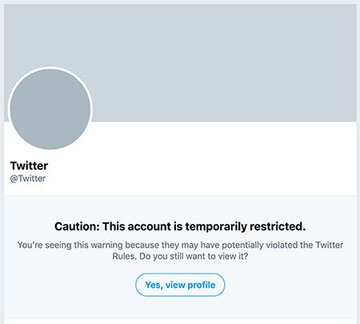 Twitter
@Twitter
Caution: This account is temporarily restricted.
You're seeing this warning because they may have potentially violated the Twitter
Rules. Do you still want to view it?
Yes, view profile